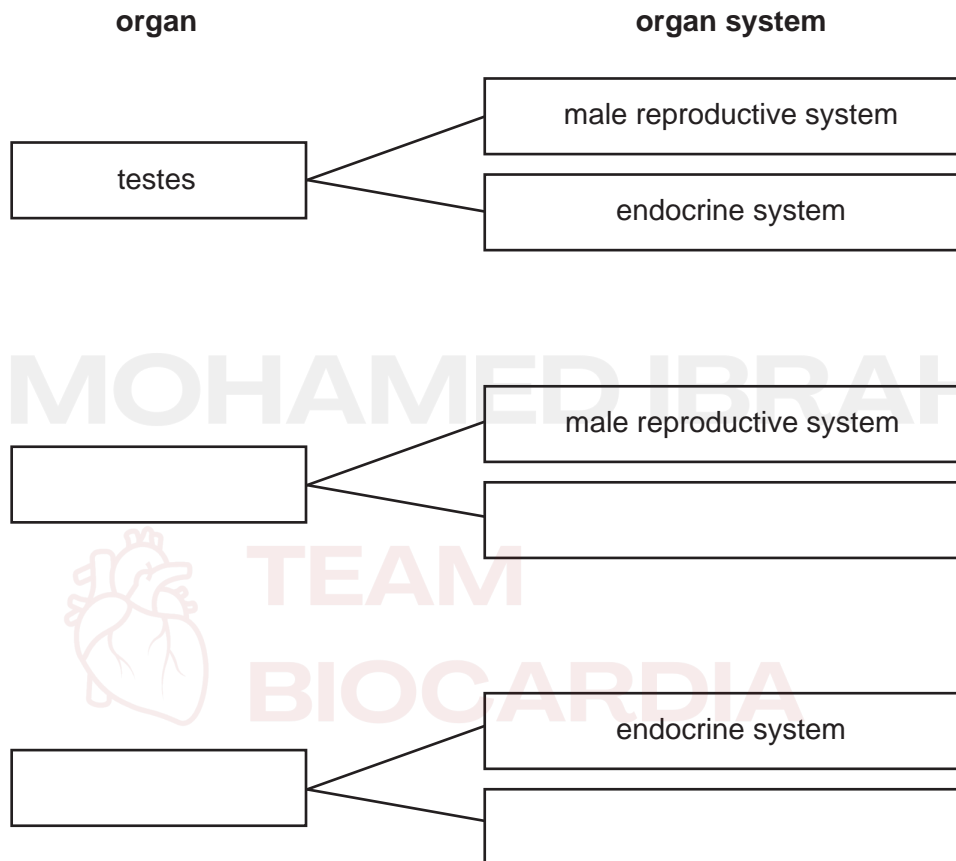 organ
organ system
testes
male reproductive system
endocrine system
MOHAMED IBRAH
male reproductive system
TEAM
BIOCARDIA
endocrine system